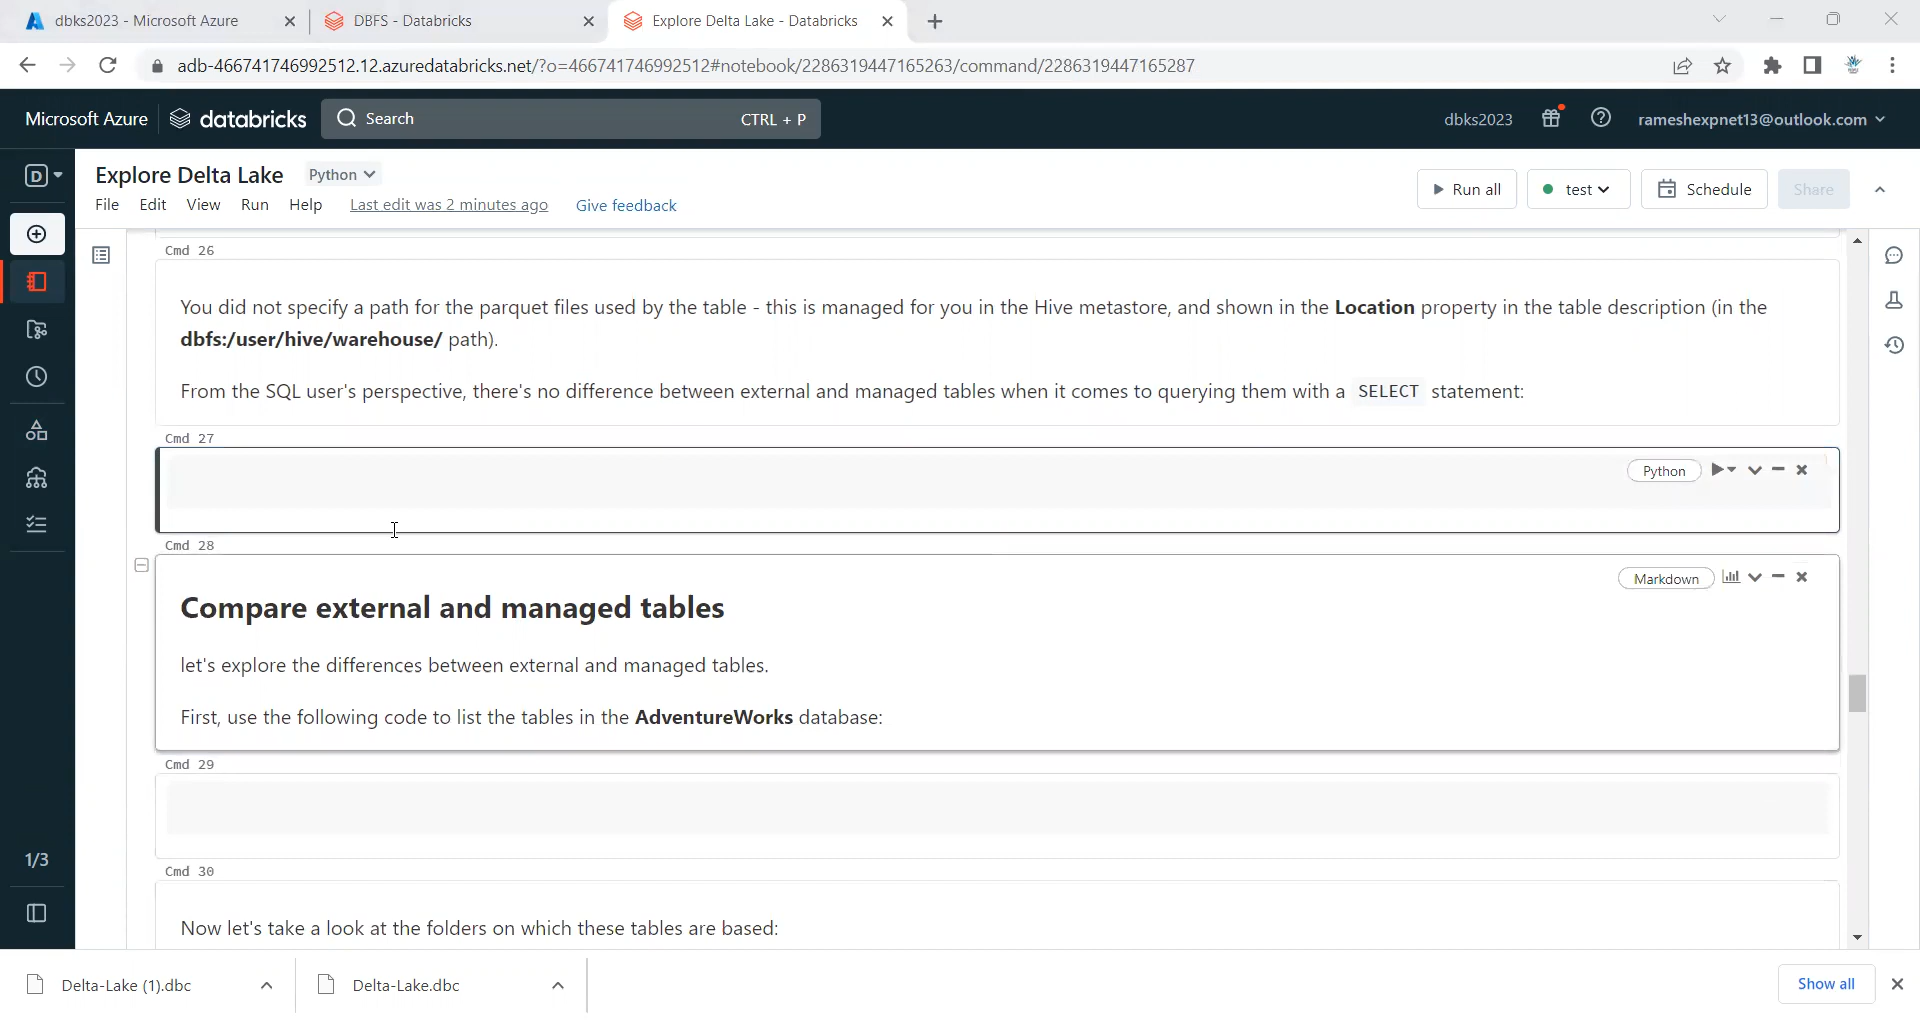 dbks2023 - Microsoft Azure
DBFS - Databricks
Explore Delta Lake - Databricks
adb-466741746992512.12.azuredatabricks.net/?o=466741746992512#notebook/2286319447165263/command/2286319447165287
Microsoft Azure
databricks
Search
CTRL + P
dbks2023
rameshexpnet13@outlook.com
D
Explore Delta Lake
Python
File Edit View Run Help Last edit was 2 minutes ago Give feedback
Run all
test
Schedule
Share
Cmd 26
You did not specify a path for the parquet files used by the table - this is managed for you in the Hive metastore, and shown in the Location property in the table description (in the
dbfs:/user/hive/warehouse/ path).
From the SQL user's perspective, there's no difference between external and managed tables when it comes to querying them with a SELECT statement:
Cmd 27
Python
Cmd 28
Markdown
Compare external and managed tables
let's explore the differences between external and managed tables.
First, use the following code to list the tables in the AdventureWorks database:
Cmd 29
Cmd 30
Now let's take a look at the folders on which these tables are based:
1/3
Delta-Lake (1).dbc
Delta-Lake.dbc
Show all